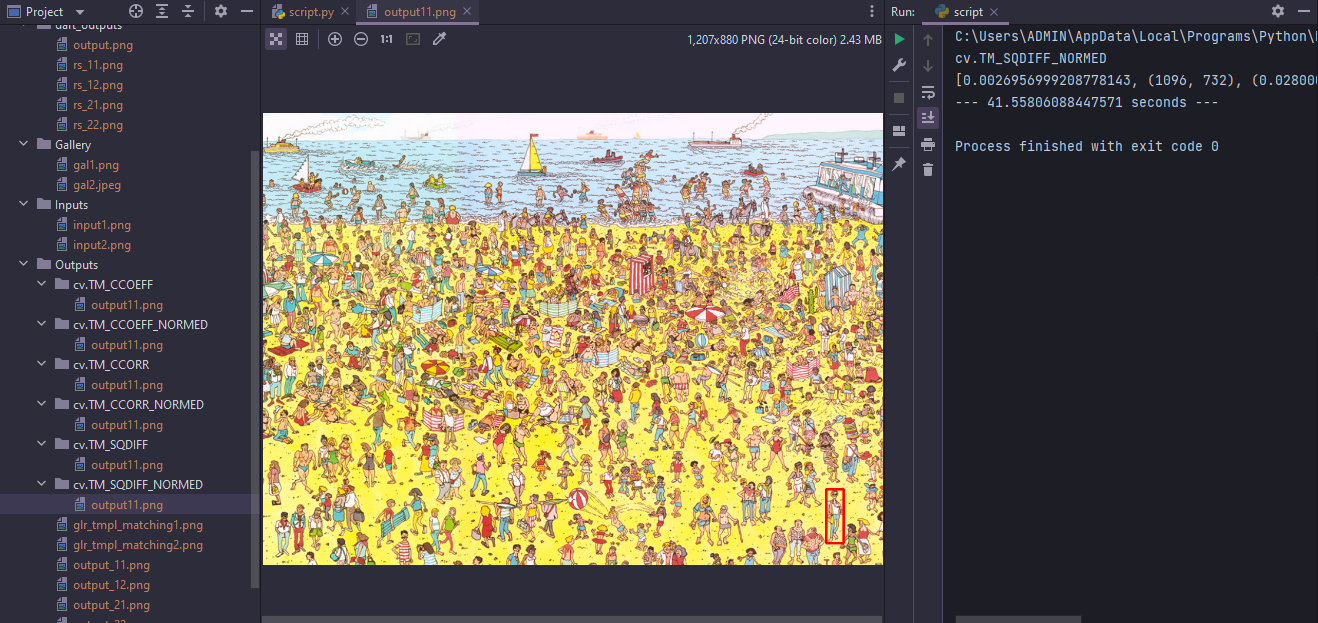 Project
script.py
output11.png
Run:
script
daft_outputs
output.png
rs_11.png
rs_12.png
rs_21.png
rs_22.png
Gallery
gal1.png
gal2.jpeg
Inputs
input1.png
input2.png
Outputs
cv.TM_CCOEFF
output11.png
cv.TM_CCOEFF_NORMED
output11.png
cv.TM_CCORR
output11.png
cv.TM_CCORR_NORMED
output11.png
cv.TM_SQDIFF
output11.png
cv.TM_SQDIFF_NORMED
output11.png
glr_tmpl_matching1.png
glr_tmpl_matching2.png
output_11.png
output_12.png
output_21.png
1:1
1,207x880 PNG (24-bit color) 2.43 MB
C:\Users\ADMIN\AppData\Local\Programs\Python\
cv.TM_SQDIFF_NORMED
[0.0026956999208778143, (1096, 732), (0.02800
--- 41.55806088447571 seconds ---
Process finished with exit code 0